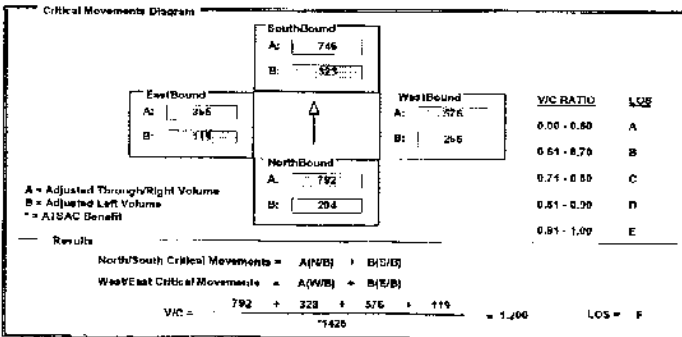 Critical Movements Diagram
SouthBound
A: 746
B:
EastBound
A:
B: 119
WestBound
A: 576
B: 256
NorthBound
A: 792
B: 204
V/C RATIO LOS
0.00 - 0.60 A
0.61 - 0.70 B
0.71 - 0.80 C
0.81 - 0.90 D
0.91 - 1.00 E
A = Adjusted Through/Right Volume
B = Adjusted Left Volume
* = ATSAC Benefit
Results
North/South Critical Movements = A(N/B) + B(S/B)
West/East Critical Movements = A(W/B) + B(E/B)
V/C = 792 + 328 + 576 + 119 = 1.200 LOS = F
*1425